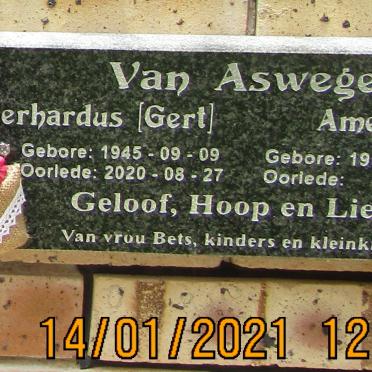 Van Aswege
erhardus [Gert] Ame
Gebore: 1945 - 09 - 09 Gebore: 19
Oorlede: 2020 - 08 - 27 Oorlede:
Geloof, Hoop en Lie
Van vrou Bets, kinders en kleink
14/01/2021 12